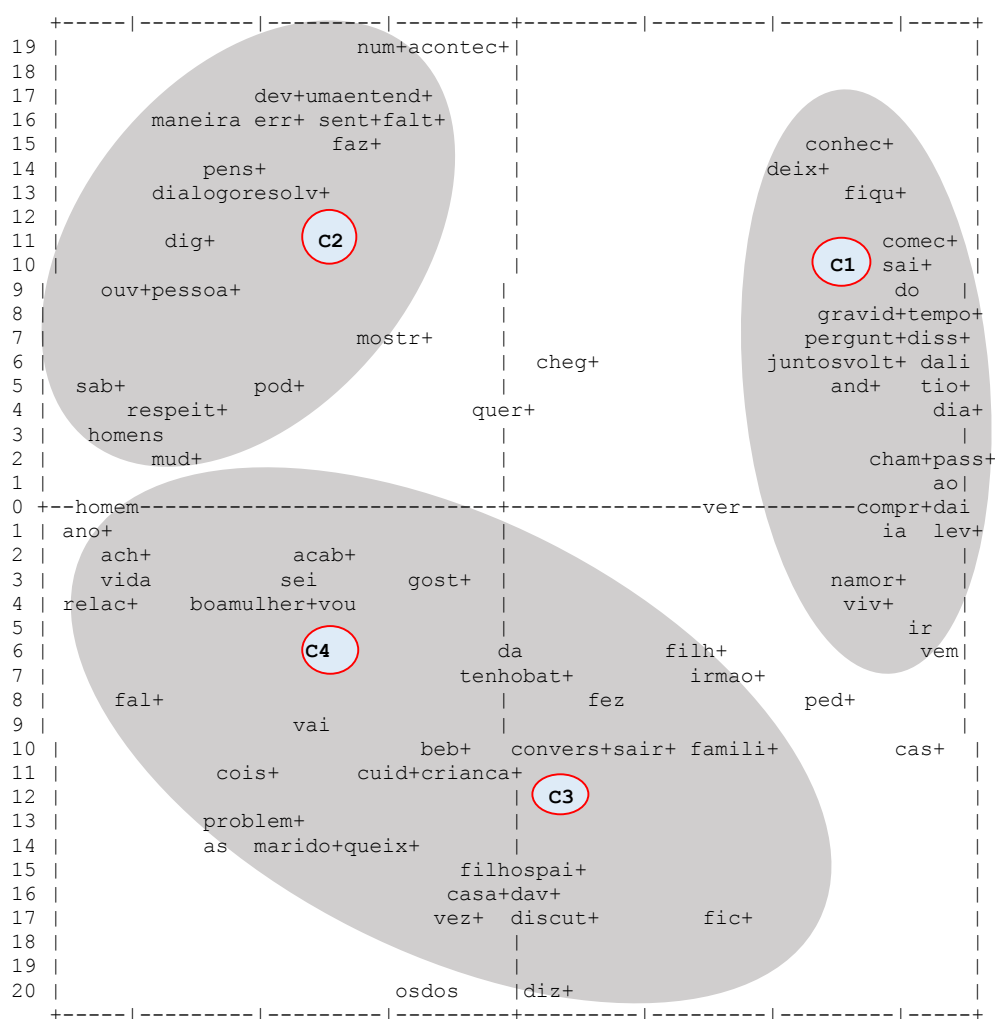 +-----|---------|---------|---------+---------|---------|---------|-----+
19 | num+acontec+| |
18 | | |
17 | dev+umaentend+ | |
16 | maneira err+ sent+falt+ | |
15 | faz+ | conhec+ |
14 | pens+ | deix+ |
13 | dialogoresolv+ | fiqu+ |
12 | | |
11 | dig+ C2 | comec+ |
10 | | C1 sai+ |
9 | ouv+pessoa+ | do |
8 | | gravid+tempo+
7 | mostr+ | pergunt+diss+
6 | | cheg+ juntosvolt+ dali
5 | sab+ pod+ | and+ tio+
4 | respeit+ quer+ dia+
3 | homens | |
2 | mud+ | cham+pass+
1 | | ao|
0 +--homem----------------------------+---------------ver---------compr+dai
1 | ano+ | ia lev+
2 | ach+ acab+ | |
3 | vida sei gost+ | namor+ |
4 | relac+ boamulher+vou | viv+ |
5 | | ir |
6 | C4 da filh+ vem|
7 | tenhobat+ irmao+ |
8 | fal+ | fez ped+ |
9 | vai | |
10 | beb+ convers+sair+ famili+ cas+ |
11 | cois+ cuid+crianca+ |
12 | | C3 |
13 | problem+ | |
14 | as marido+queix+ | |
15 | filhospai+ |
16 | casa+dav+ |
17 | vez+ discut+ fic+ |
18 | | |
19 | | |
20 | osdos |diz+ |
+-----|---------|---------|---------+---------|---------|---------|-----+